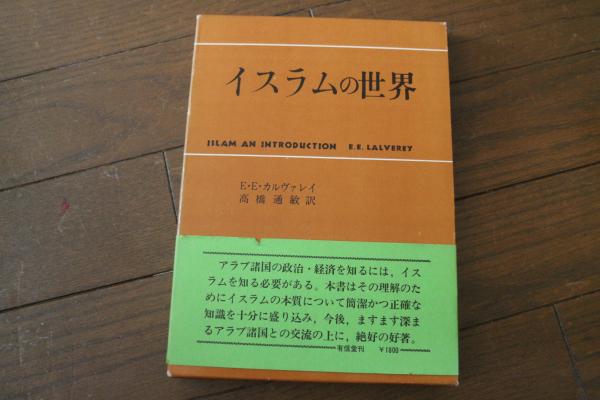 イスラムの世界
ISLAM AN INTRODUCTION E.E. LALVEREY
E・E・カルヴァレイ
高橋通敏訳
アラブ諸国の政治・経済を知るには，イス
ラムを知る必要がある。本書はその理解のた
めにイスラムの本質について簡潔かつ正確な
知識を十分に盛り込み，今後，ますます深ま
るアラブ諸国との交流の上に，絶好の好著。
有信堂刊 ¥1800